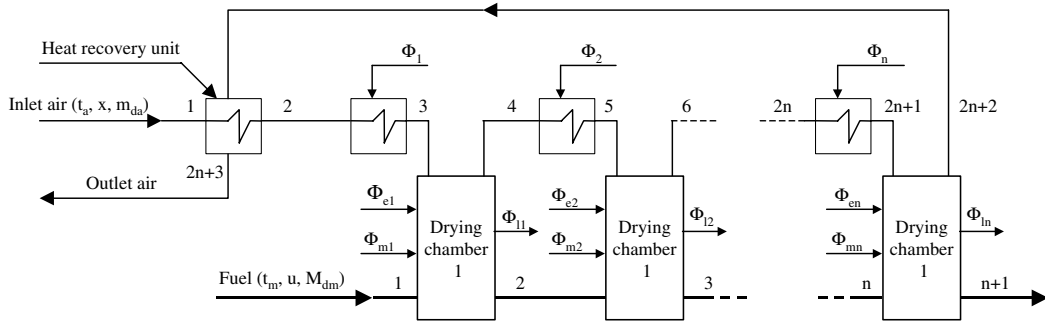 Heat recovery unit
Φ1
Φ2
Φn
Inlet air (ta, x, mda)
1
2
3
4
5
6
2n
2n+1
2n+2
2n+3
Outlet air
Φe1
Φm1
Drying
chamber
1
Φl1
Φe2
Φm2
Drying
chamber
1
Φl2
Φen
Φmn
Drying
chamber
1
Φln
Fuel (tm, u, Mdm)
1
2
3
n
n+1